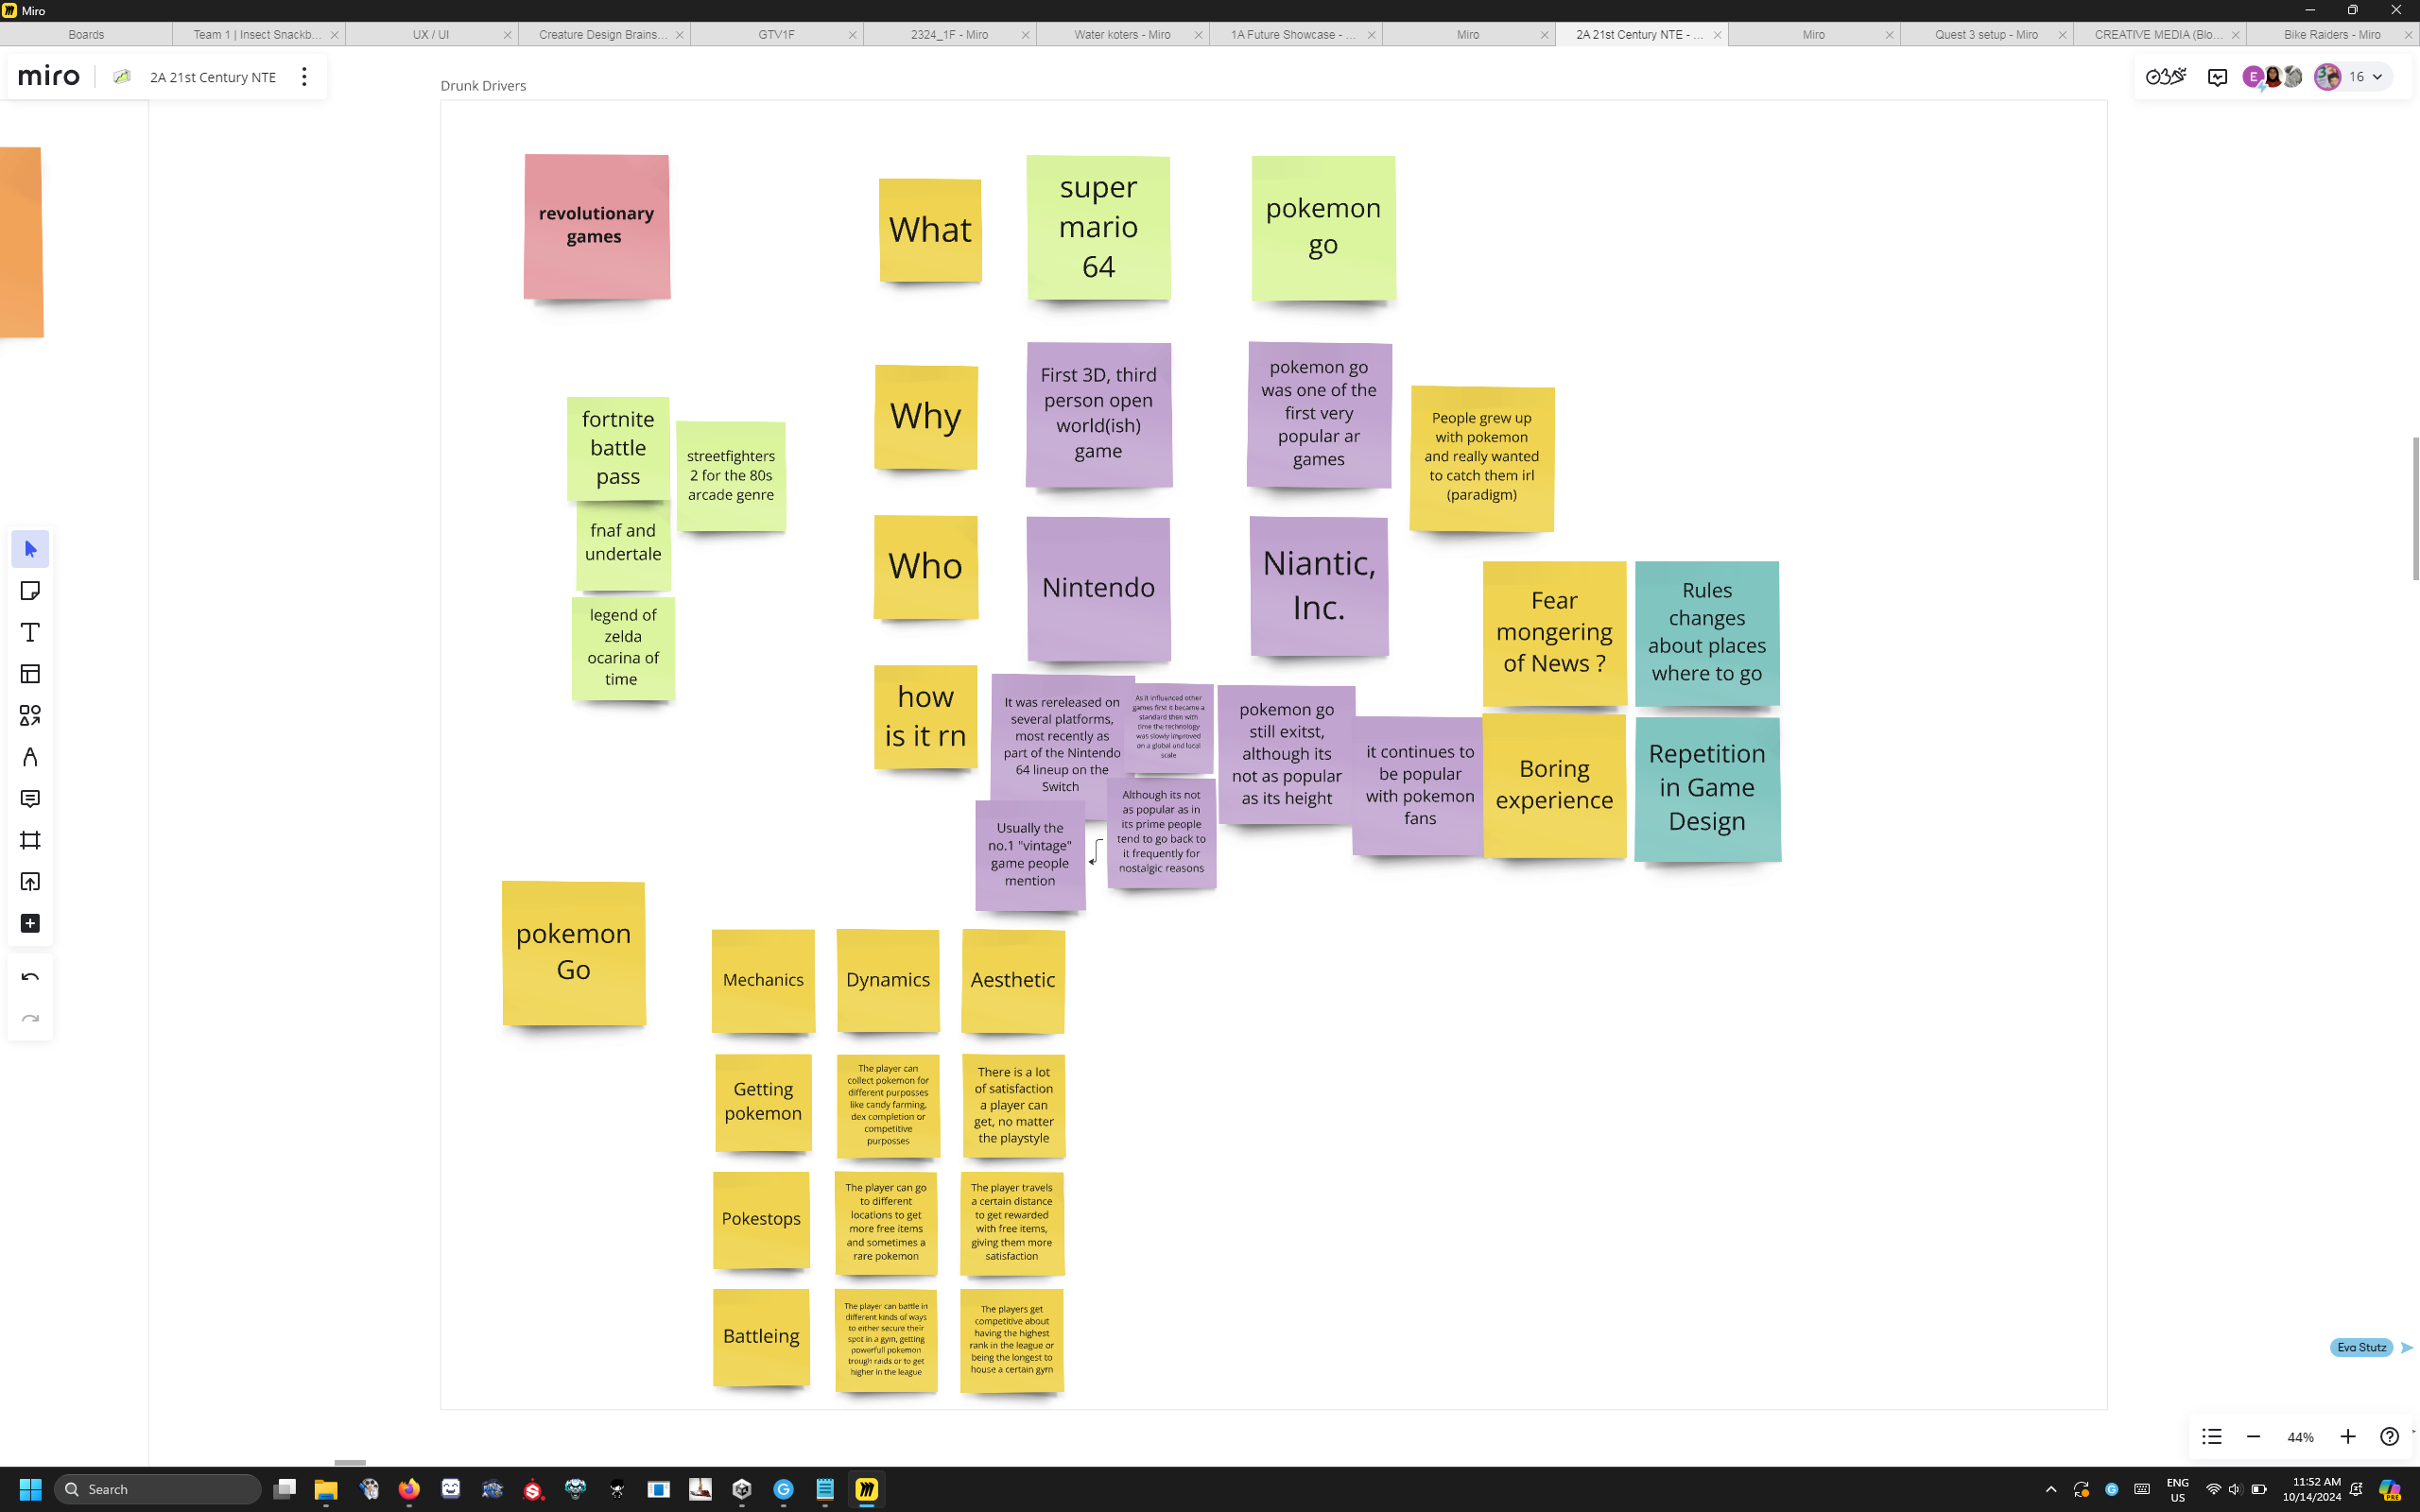 Miro
Boards
Team 1 | Insect Snackb...
UX / UI
Creature Design Brains...
GTV1F
2324_1F - Miro
Water koters - Miro
1A Future Showcase - ...
Miro
2A 21st Century NTE - ...
Miro
Quest 3 setup - Miro
CREATIVE MEDIA (Blo...
Bike Raiders - Miro
miro
2A 21st Century NTE
E
16
Drunk Drivers
revolutionary
games
What
super
mario
64
pokemon
go
fortnite
battle
pass
streetfighters
2 for the 80s
arcade genre
fnaf and
undertale
legend of
zelda
ocarina of
time
Why
First 3D, third
person open
world(ish)
game
pokemon go
was one of the
first very
popular ar
games
People grew up
with pokemon
and really wanted
to catch them irl
(paradigm)
Who
Nintendo
Niantic,
Inc.
Fear
mongering
of News ?
Rules
changes
about places
where to go
how
is it rn
It was rereleased on
several platforms,
most recently as
part of the Nintendo
64 lineup on the
Switch
As it influenced other
games first it became a
standard then with
time the technology
was slowly improved
on a global and local
scale
Usually the
no.1 "vintage"
game people
mention
Although its not
as popular as in
its prime people
tend to go back to
it frequently for
nostalgic reasons
pokemon go
still exitst,
although its
not as popular
as its height
it continues to
be popular
with pokemon
fans
Boring
experience
Repetition
in Game
Design
pokemon
Go
Mechanics
Dynamics
Aesthetic
Getting
pokemon
The player can
collect pokemon for
different purposses
like candy farming,
dex completion or
competitive
purposses
There is a lot
of satisfaction
a player can
get, no matter
the playstyle
Pokestops
The player can go
to different
locations to get
more free items
and sometimes a
rare pokemon
The player travels
a certain distance
to get rewarded
with free items,
giving them more
satisfaction
Battleing
The player can battle in
different kinds of ways
to either secure their
spot in a gym, getting
powerfull pokemon
trough raids or to get
higher in the league
The players get
competitive about
having the highest
rank in the league or
being the longest to
house a certain gym
Eva Stutz
44%
Search
ENG
US
11:52 AM
10/14/2024
PRE